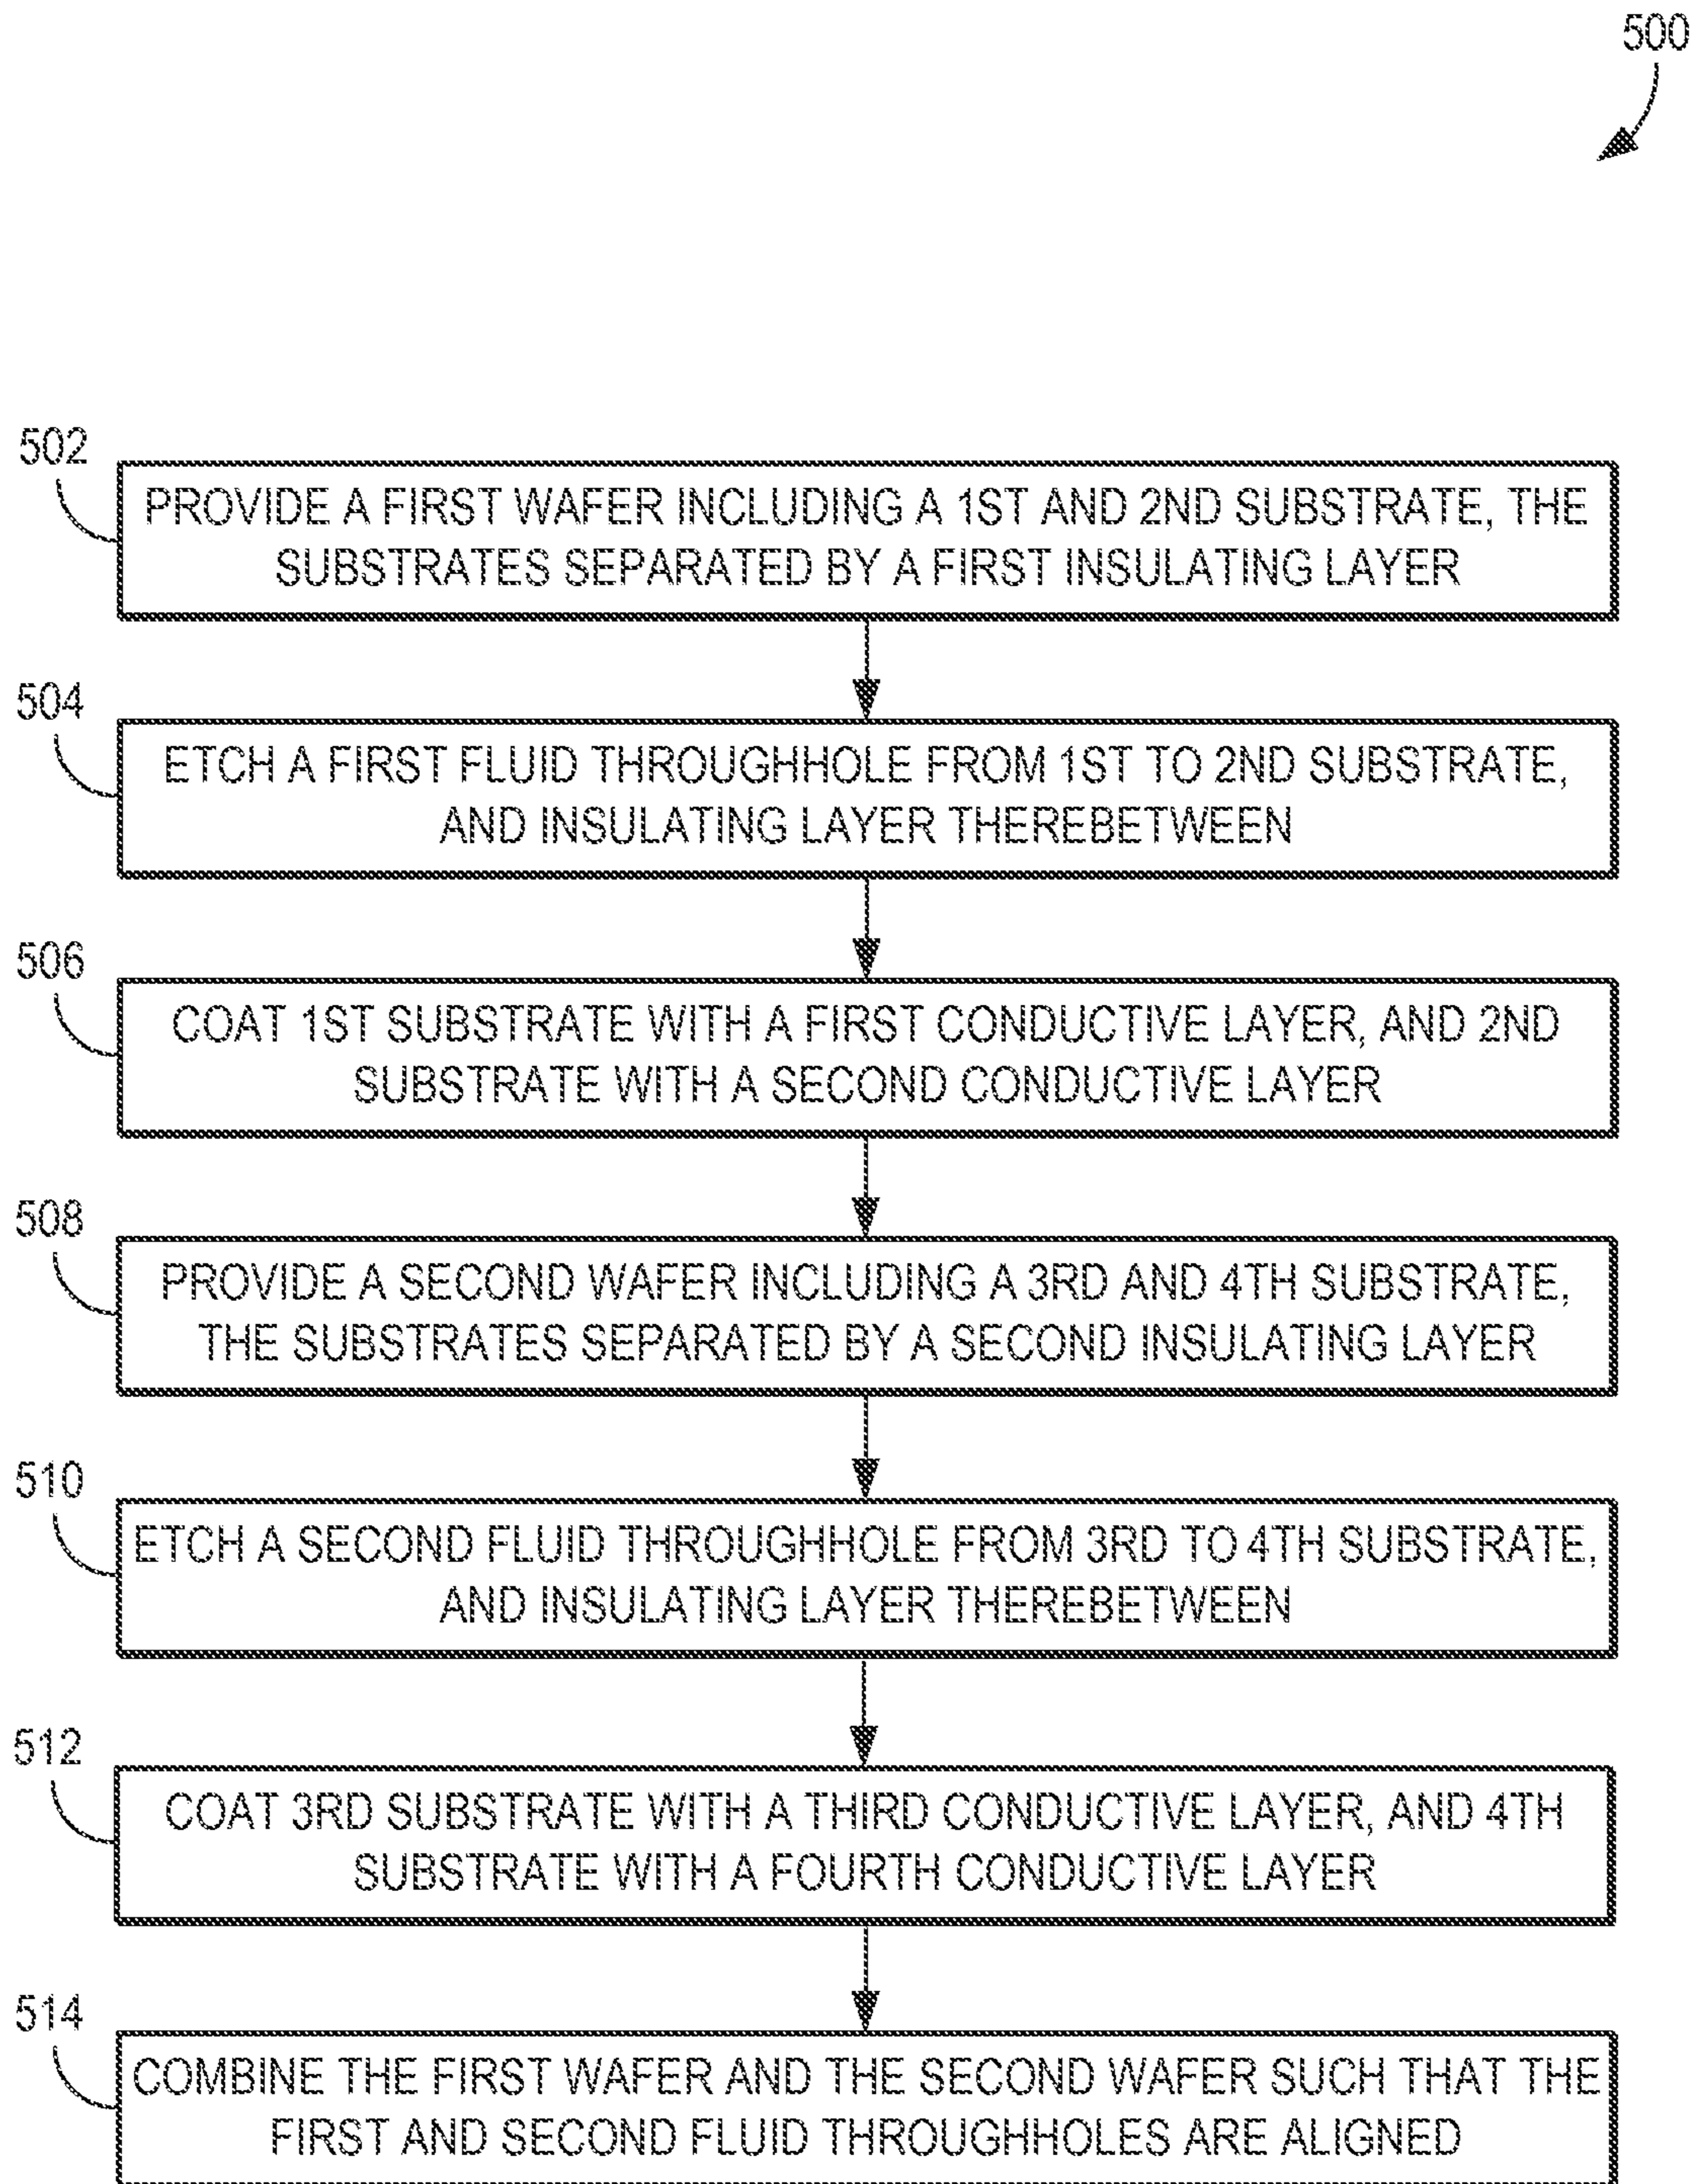 500
502
PROVIDE A FIRST WAFER INCLUDING A 1ST AND 2ND SUBSTRATE, THE
SUBSTRATES SEPARATED BY A FIRST INSULATING LAYER
504
ETCH A FIRST FLUID THROUGHHOLE FROM 1ST TO 2ND SUBSTRATE,
AND INSULATING LAYER THEREBETWEEN
506
COAT 1ST SUBSTRATE WITH A FIRST CONDUCTIVE LAYER, AND 2ND
SUBSTRATE WITH A SECOND CONDUCTIVE LAYER
508
PROVIDE A SECOND WAFER INCLUDING A 3RD AND 4TH SUBSTRATE,
THE SUBSTRATES SEPARATED BY A SECOND INSULATING LAYER
510
ETCH A SECOND FLUID THROUGHHOLE FROM 3RD TO 4TH SUBSTRATE,
AND INSULATING LAYER THEREBETWEEN
512
COAT 3RD SUBSTRATE WITH A THIRD CONDUCTIVE LAYER, AND 4TH
SUBSTRATE WITH A FOURTH CONDUCTIVE LAYER
514
COMBINE THE FIRST WAFER AND THE SECOND WAFER SUCH THAT THE
FIRST AND SECOND FLUID THROUGHHOLES ARE ALIGNED